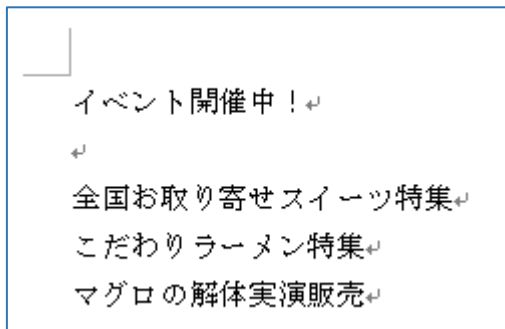 イベント開催中！
全国お取り寄せスイーツ特集
こだわりラーメン特集
マグロの解体実演販売